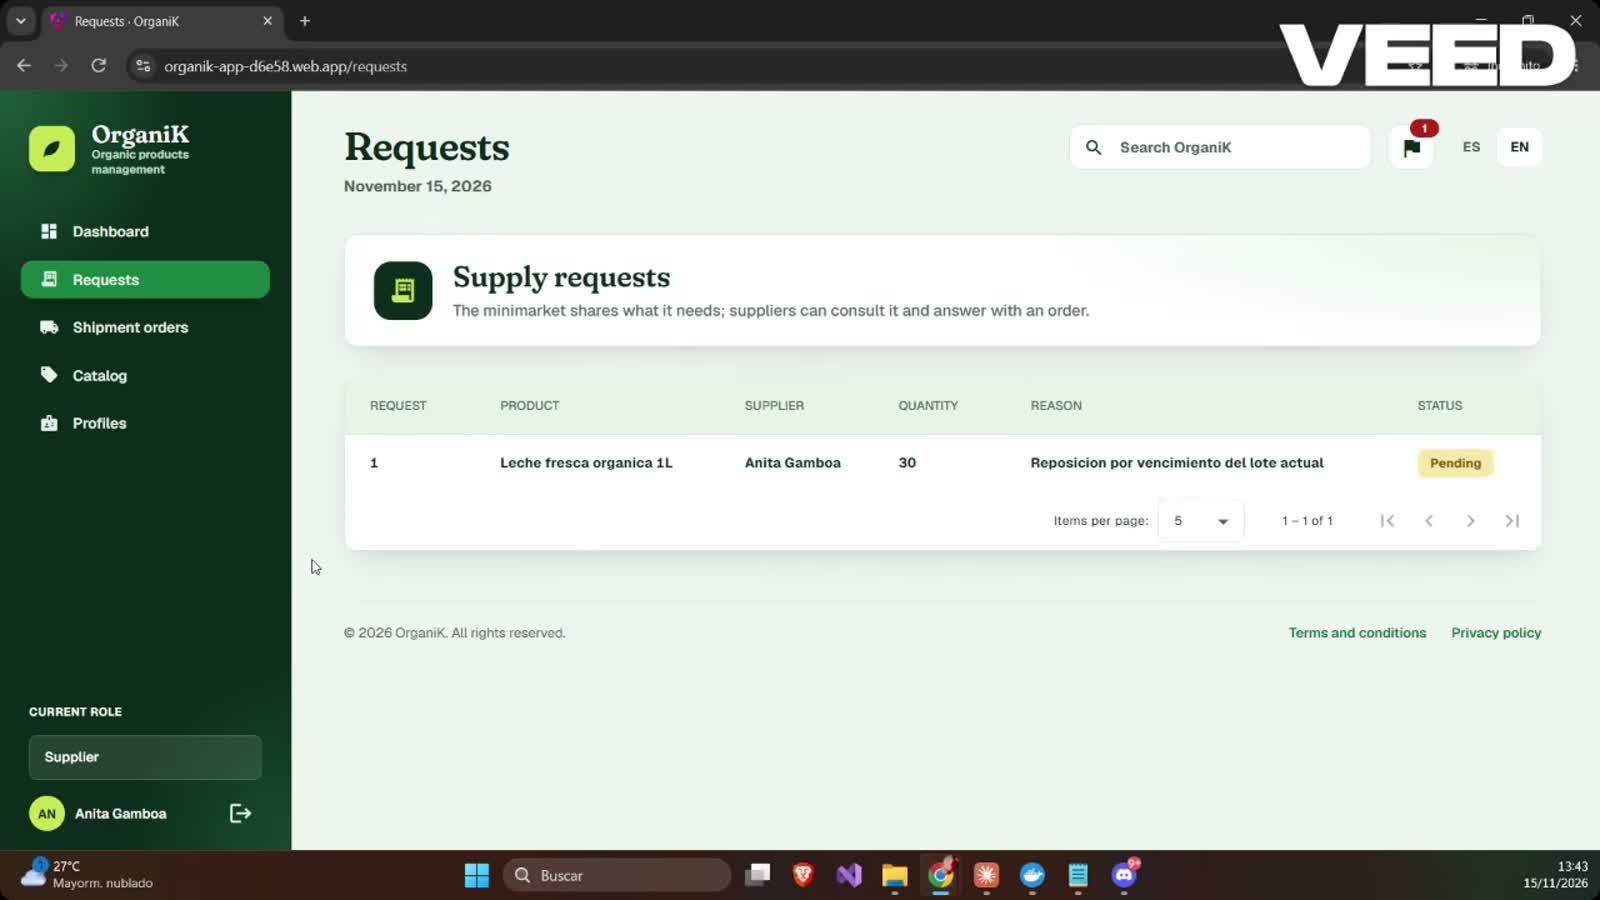 Requests · OrganiK
organik-app-d6e58.web.app/requests
VEED
OrganiK
Organic products
management
Dashboard
Requests
Shipment orders
Catalog
Profiles
CURRENT ROLE
Supplier
AN
Anita Gamboa
Requests
November 15, 2026
Search OrganiK
1
ES
EN
Supply requests
The minimarket shares what it needs; suppliers can consult it and answer with an order.
REQUEST PRODUCT SUPPLIER QUANTITY REASON STATUS
1 Leche fresca organica 1L Anita Gamboa 30 Reposicion por vencimiento del lote actual Pending
Items per page: 5 1 – 1 of 1
© 2026 OrganiK. All rights reserved.
Terms and conditions Privacy policy
27°C
Mayorm. nublado
Buscar
9+
13:43
15/11/2026